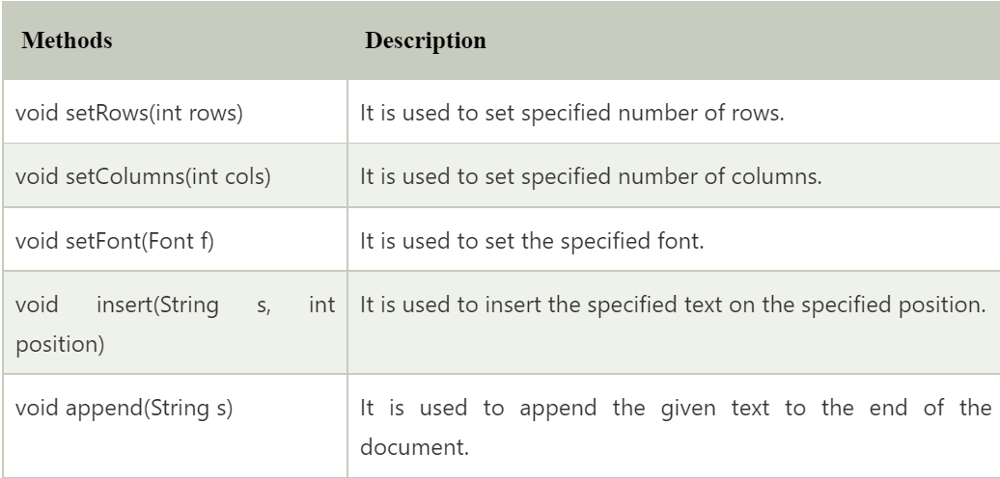 Methods Description
void setRows(int rows) It is used to set specified number of rows.
void setColumns(int cols) It is used to set specified number of columns.
void setFont(Font f) It is used to set the specified font.
void insert(String s, int position) It is used to insert the specified text on the specified position.
void append(String s) It is used to append the given text to the end of the
document.